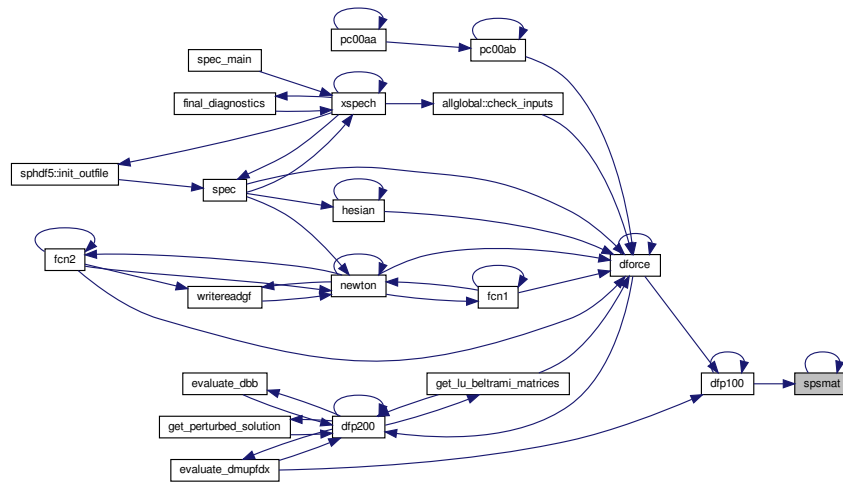 pc00aa
pc00ab
spec_main
final_diagnostics
xspech
allglobal::check_inputs
sphdf5::init_outfile
spec
hesian
fcn2
dforce
newton
writereadgf
fcn1
evaluate_dbb
get_lu_beltrami_matrices
dfp100
spsmat
get_perturbed_solution
dfp200
evaluate_dmupfdx